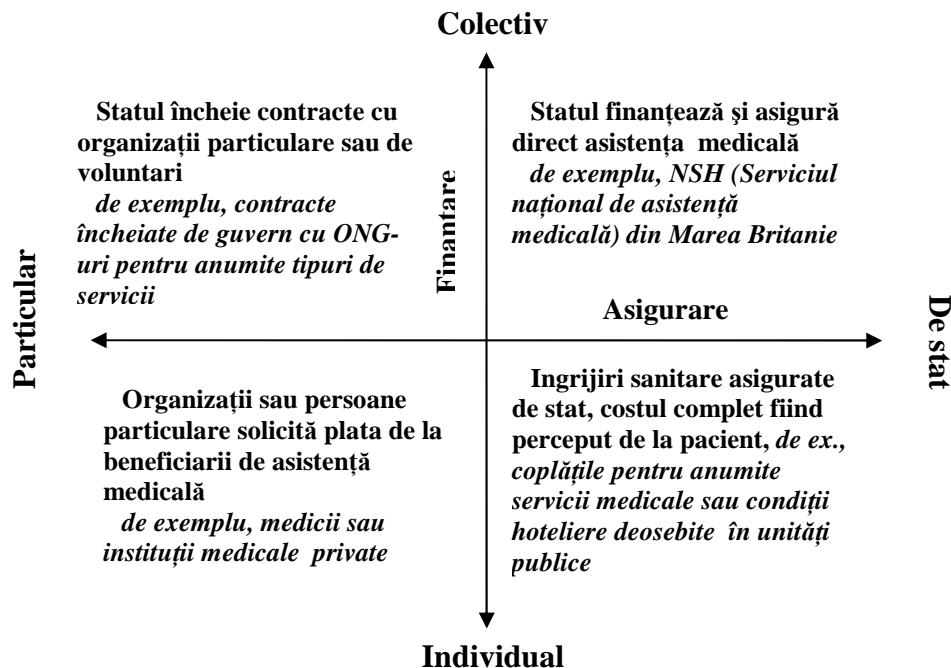 Colectiv
Statul încheie contracte cu
organizații particulare sau de
voluntari
de exemplu, contracte
încheiate de guvern cu ONG-
uri pentru anumite tipuri de
servicii
Finantare
Statul finanțează şi asigură
direct asistența medicală
de exemplu, NSH (Serviciul
național de asistență
medicală) din Marea Britanie
Particular
Asigurare
De stat
Organizații sau persoane
particulare solicită plata de la
beneficiarii de asistență
medicală
de exemplu, medicii sau
instituții medicale private
Ingrijiri sanitare asigurate
de stat, costul complet fiind
perceput de la pacient, de ex.,
coplățile pentru anumite
servicii medicale sau condiții
hoteliere deosebite în unități
publice
Individual